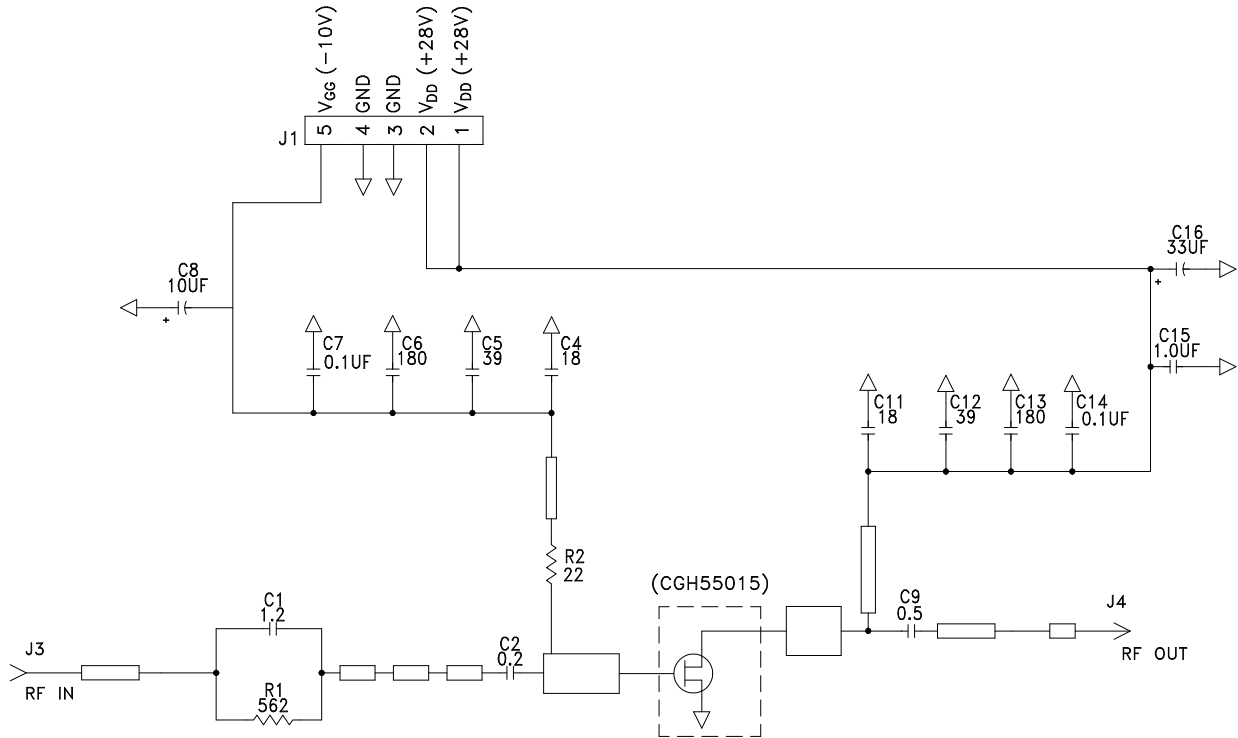 VGG (-10V)
GND
GND
VDD (+28V)
VDD (+28V)
J1
5
4
3
2
1
C16
33UF
+
C8
10UF
+
C7
0.1UF
C6
180
C5
39
C4
18
C15
1.0UF
C11
18
C12
39
C13
180
C14
0.1UF
R2
22
(CGH55015)
C1
1.2
C9
0.5
J4
RF OUT
J3
RF IN
C2
0.2
R1
562